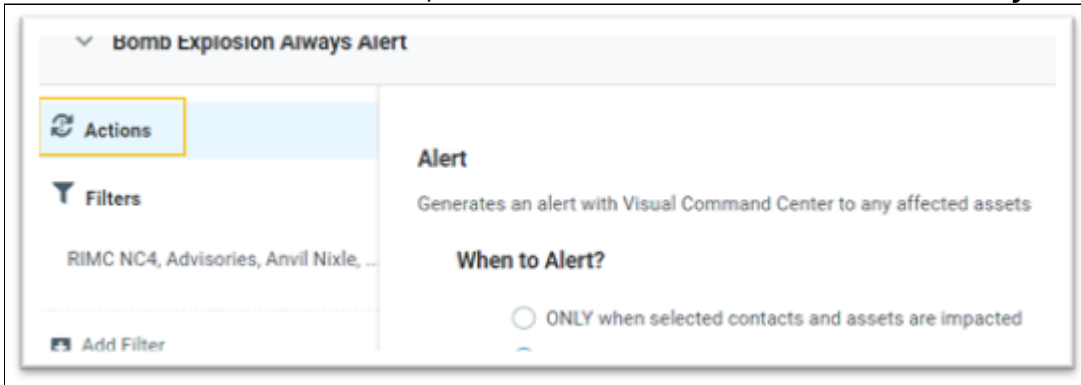 Bomb Explosion Always Alert
Actions
Filters
RIMC NC4, Advisories, Anvil Nixle, ...
Add Filter
Alert
Generates an alert with Visual Command Center to any affected assets
When to Alert?
ONLY when selected contacts and assets are impacted